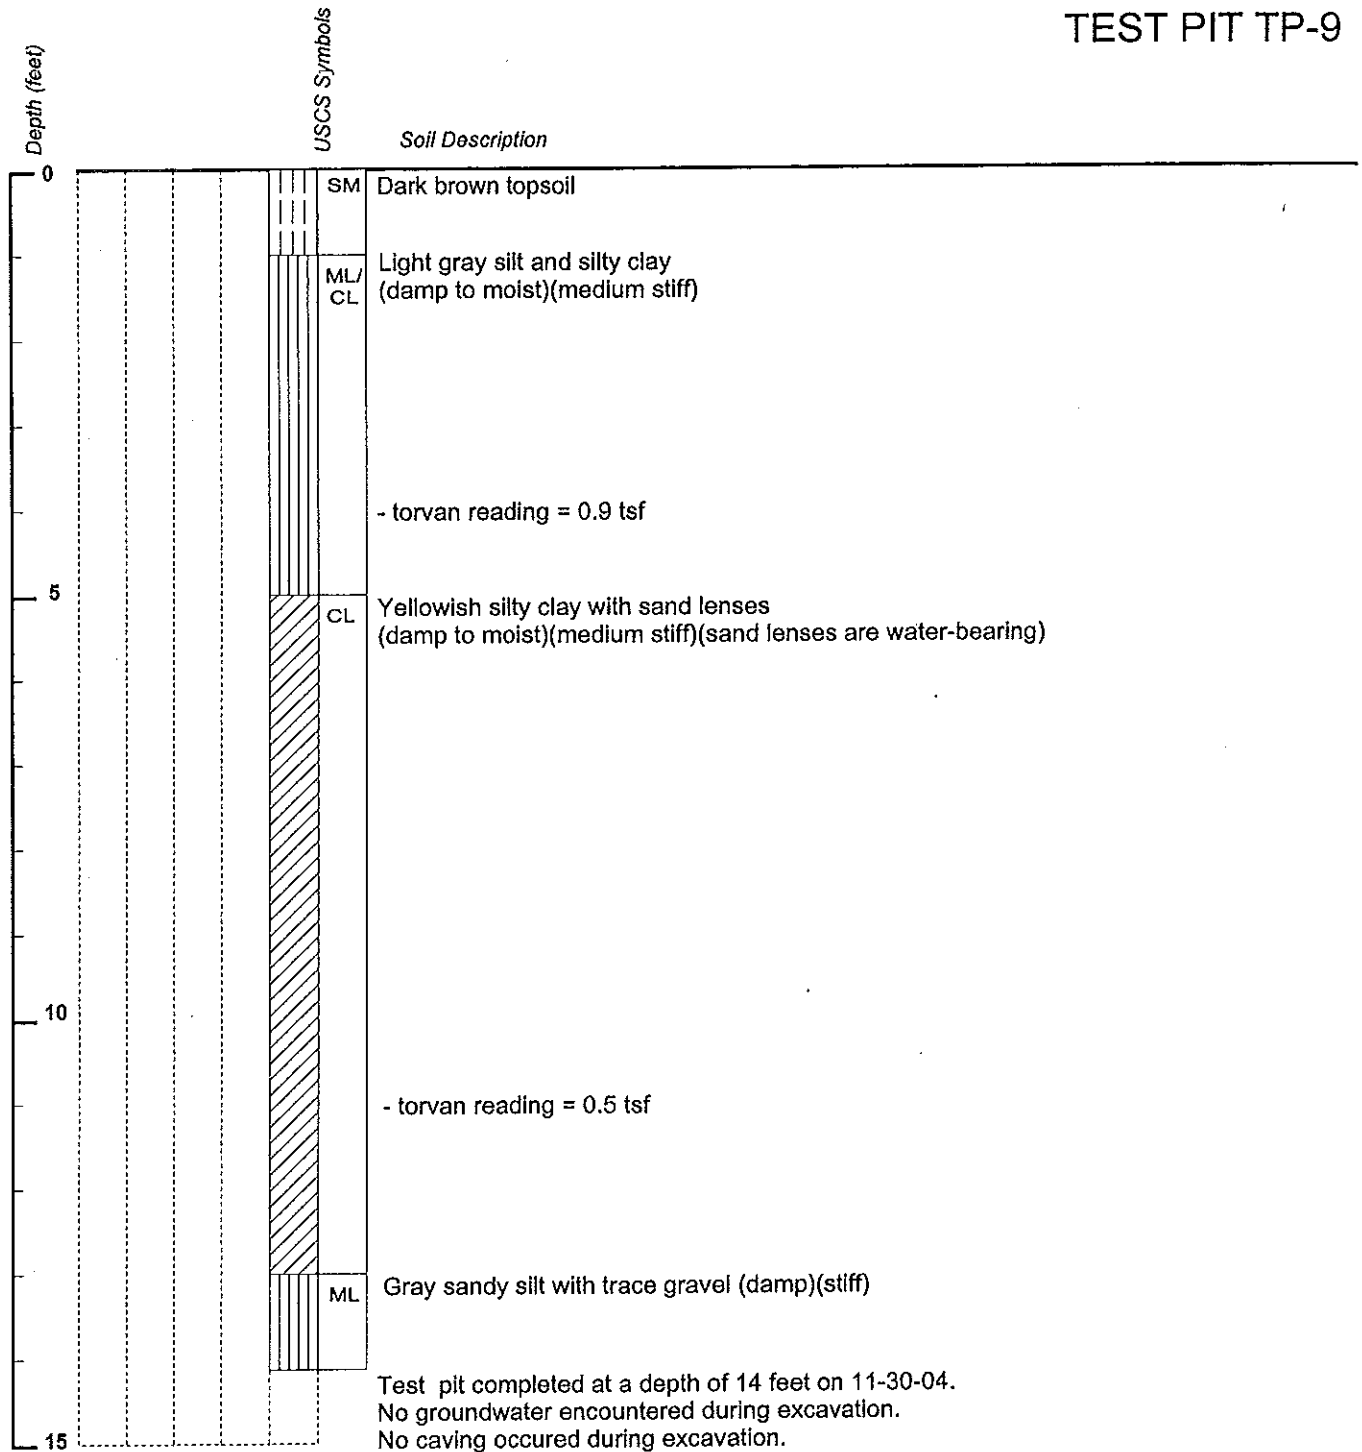 TEST PIT TP-9
Depth (feet)
USCS Symbols
Soil Description
0
SM
Dark brown topsoil
ML/
CL
Light gray silt and silty clay
(damp to moist)(medium stiff)
- torvan reading = 0.9 tsf
5
CL
Yellowish silty clay with sand lenses
(damp to moist)(medium stiff)(sand lenses are water-bearing)
10
- torvan reading = 0.5 tsf
ML
Gray sandy silt with trace gravel (damp)(stiff)
Test pit completed at a depth of 14 feet on 11-30-04.
No groundwater encountered during excavation.
No caving occured during excavation.
15